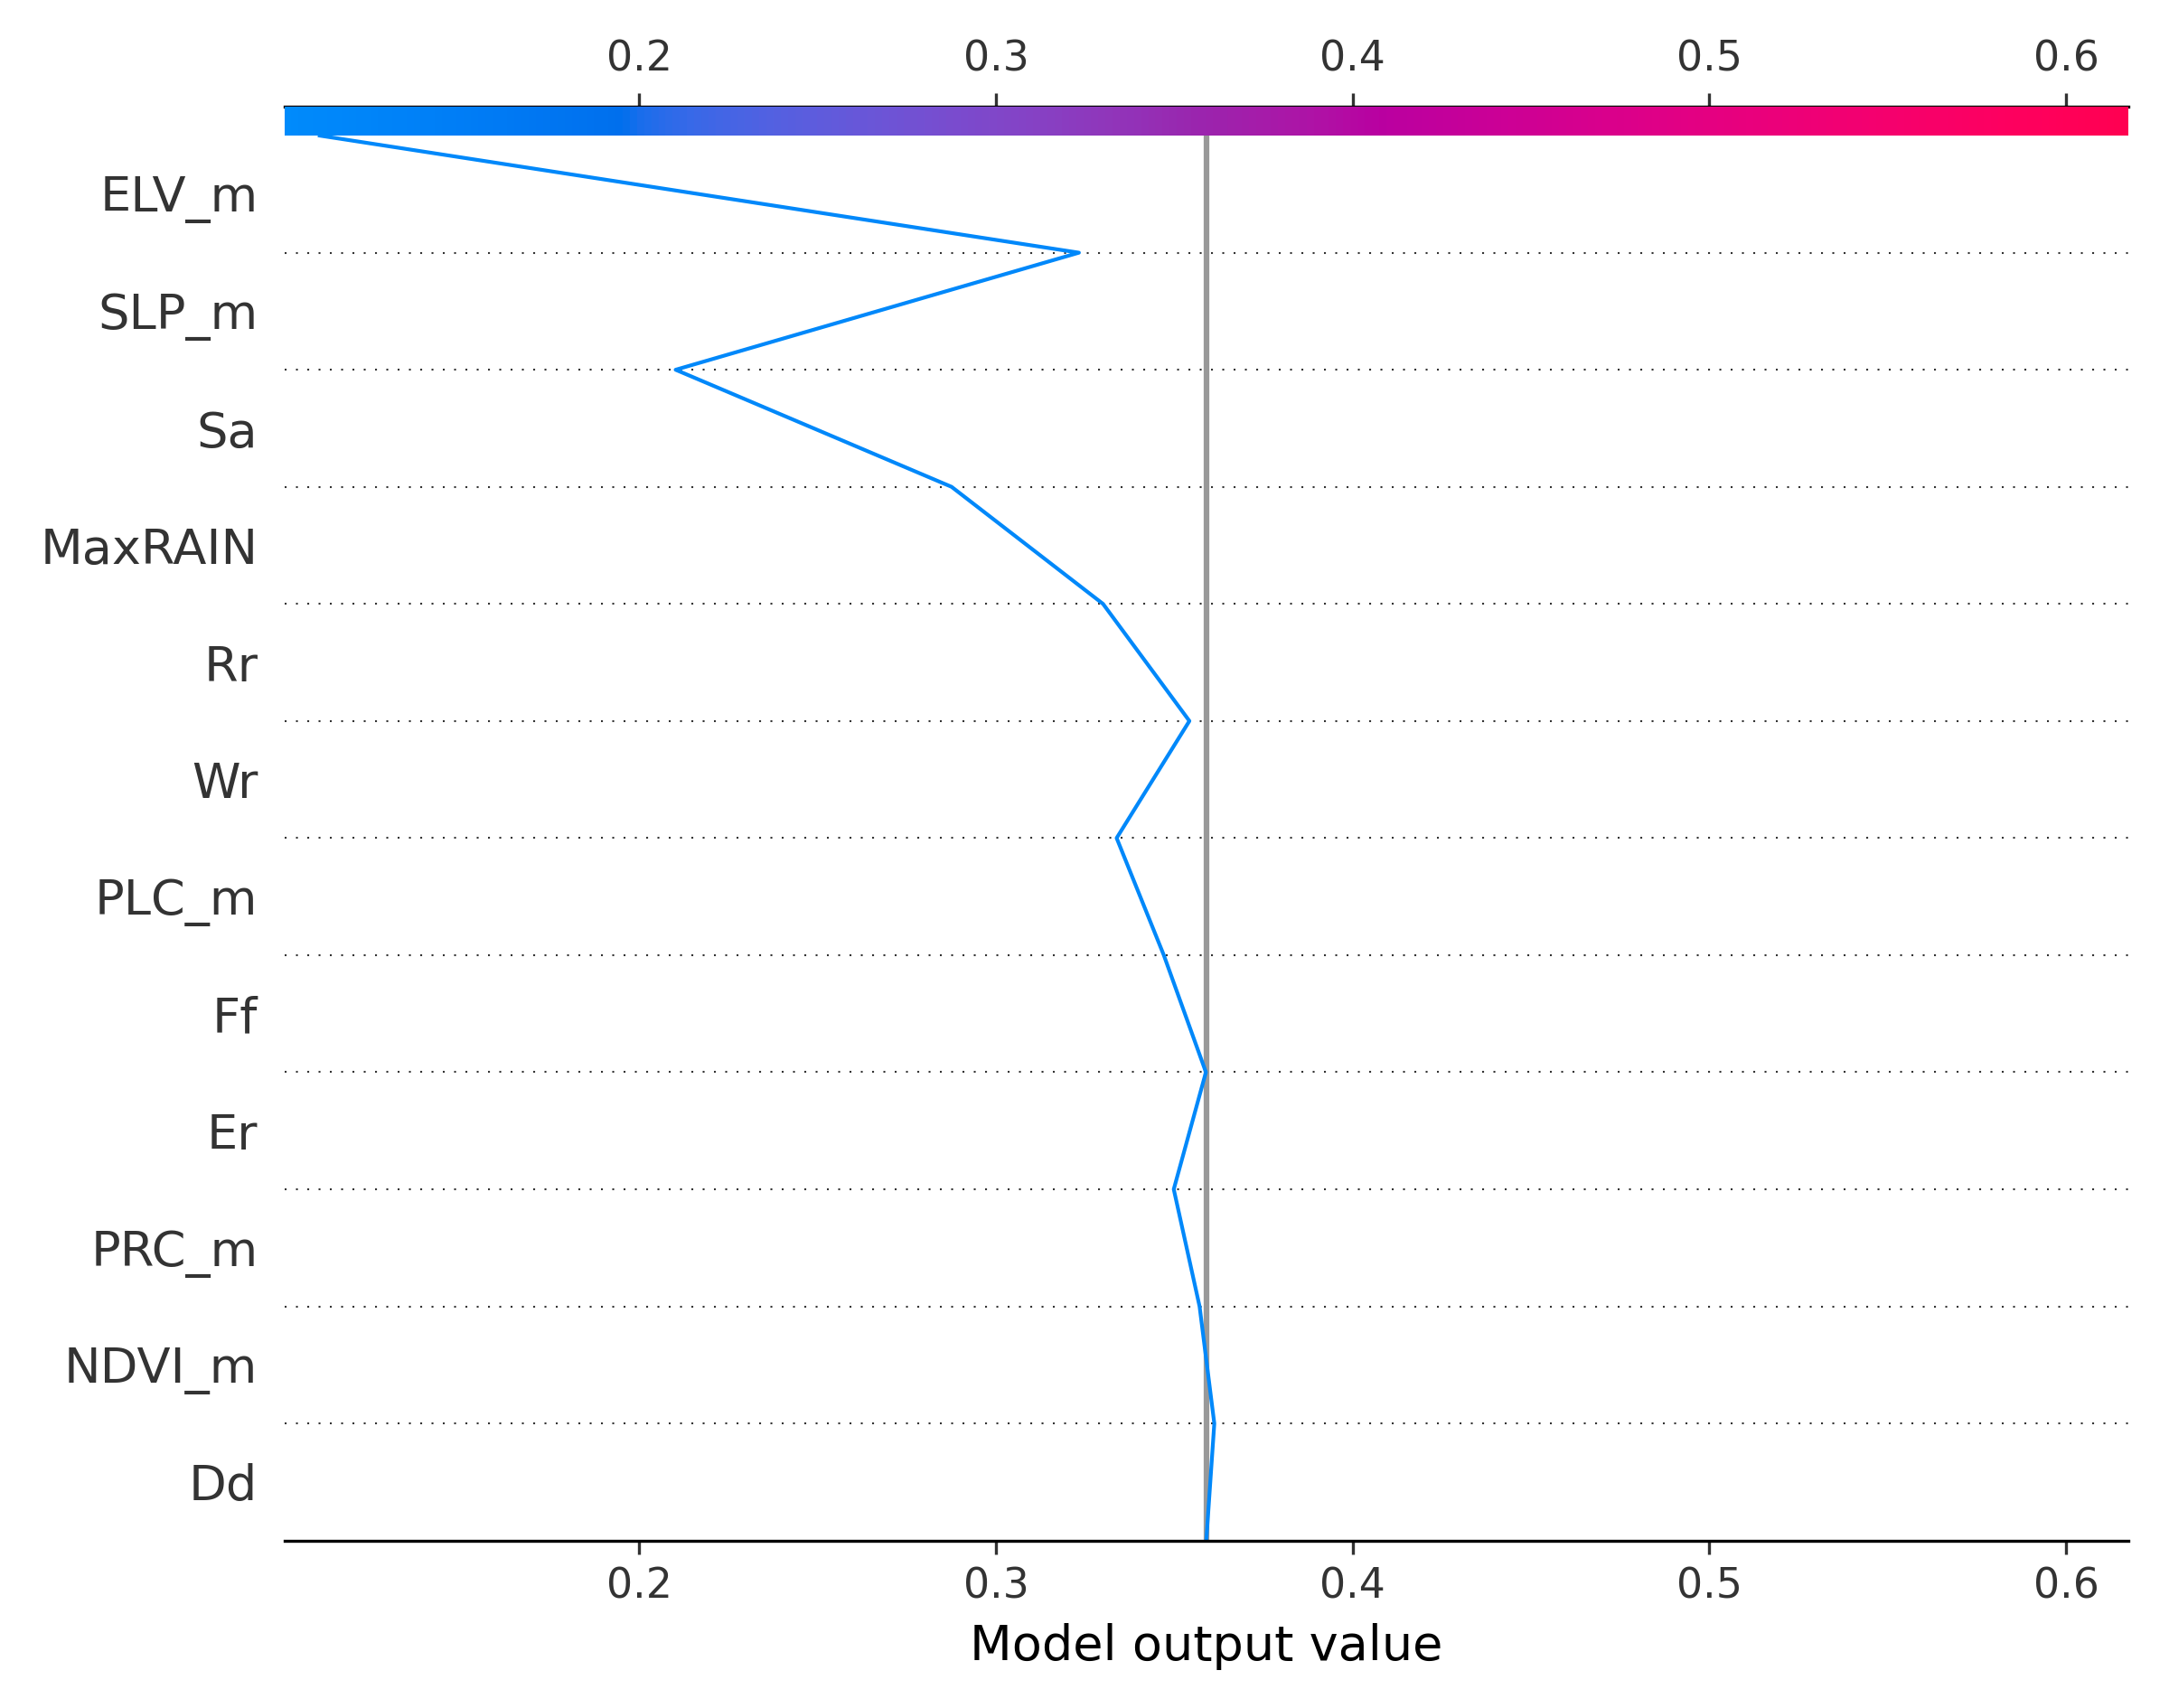 0.2 0.3 0.4 0.5 0.6
ELV_m
SLP_m
Sa
MaxRAIN
Rr
Wr
PLC_m
Ff
Er
PRC_m
NDVI_m
Dd
0.2 0.3 0.4 0.5 0.6
Model output value